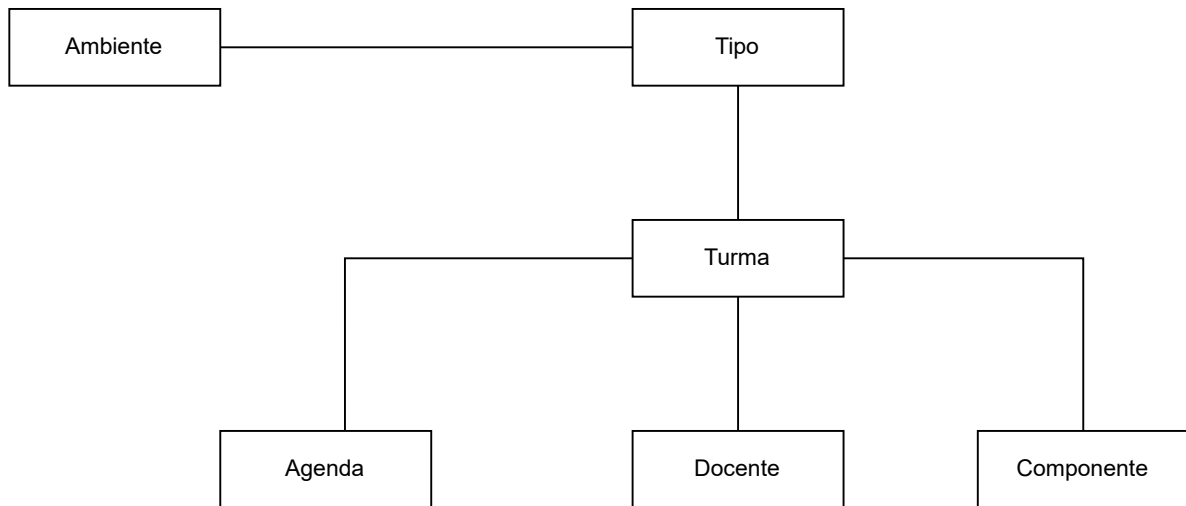 Ambiente
Tipo
Turma
Agenda
Docente
Componente